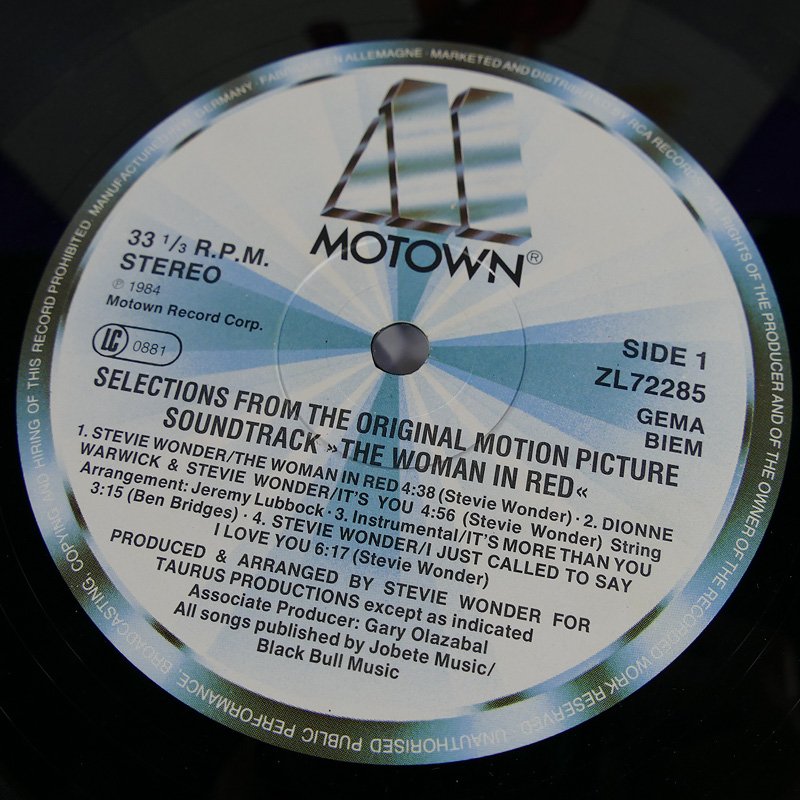 MOTOWN®
33 1/3 R.P.M.
STEREO
℗ 1984
Motown Record Corp.
LC 0881
SIDE 1
ZL72285
GEMA
BIEM
SELECTIONS FROM THE ORIGINAL MOTION PICTURE
SOUNDTRACK »THE WOMAN IN RED«
1. STEVIE WONDER/THE WOMAN IN RED 4:38 (Stevie Wonder) · 2. DIONNE
WARWICK & STEVIE WONDER/IT'S YOU 4:56 (Stevie Wonder) String
Arrangement: Jeremy Lubbock · 3. Instrumental/IT'S MORE THAN YOU
3:15 (Ben Bridges) · 4. STEVIE WONDER/I JUST CALLED TO SAY
I LOVE YOU 6:17 (Stevie Wonder)
PRODUCED & ARRANGED BY STEVIE WONDER FOR
TAURUS PRODUCTIONS except as indicated
Associate Producer: Gary Olazabal
All songs published by Jobete Music/
Black Bull Music
MANUFACTURED IN GERMANY · FABRIQUE EN ALLEMAGNE · MARKETED AND DISTRIBUTED BY RCA RECORDS · ALL RIGHTS OF THE PRODUCER AND OF THE OWNER OF THE RECORDED WORK RESERVED · UNAUTHORISED PUBLIC PERFORMANCE, BROADCASTING, COPYING AND HIRING OF THIS RECORD PROHIBITED